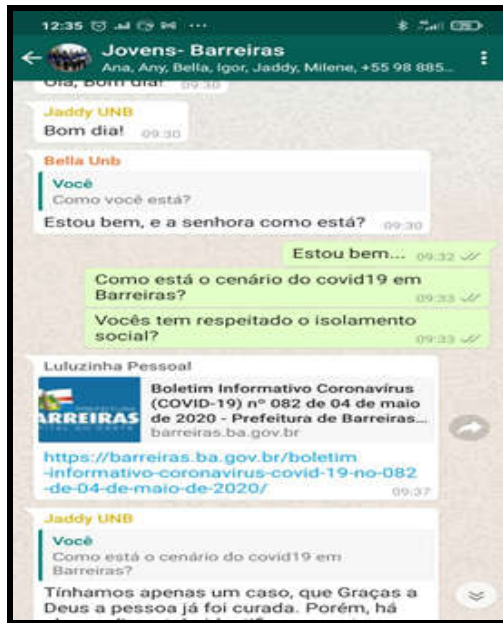 12:35
Jovens- Barreiras
Ana, Any, Bella, Igor, Jaddy, Milene, +55 98 885...
Olá, Bom dia! 09:30
Jaddy UNB
Bom dia! 09:30
Bella Unb
Você
Como você está?
Estou bem, e a senhora como está? 09:30
Estou bem... 09:32
Como está o cenário do covid19 em
Barreiras? 09:33
Vocês tem respeitado o isolamento
social? 09:33
Luluzinha Pessoal
Boletim Informativo Coronavírus
(COVID-19) nº 082 de 04 de maio
ARREIRAS de 2020 - Prefeitura de Barreiras...
barreiras.ba.gov.br
https://barreiras.ba.gov.br/boletim
-informativo-coronavirus-covid-19-no-082
-de-04-de-maio-de-2020/ 09:37
Jaddy UNB
Você
Como está o cenário do covid19 em
Barreiras?
Tínhamos apenas um caso, que Graças a
Deus a pessoa já foi curada. Porém, há